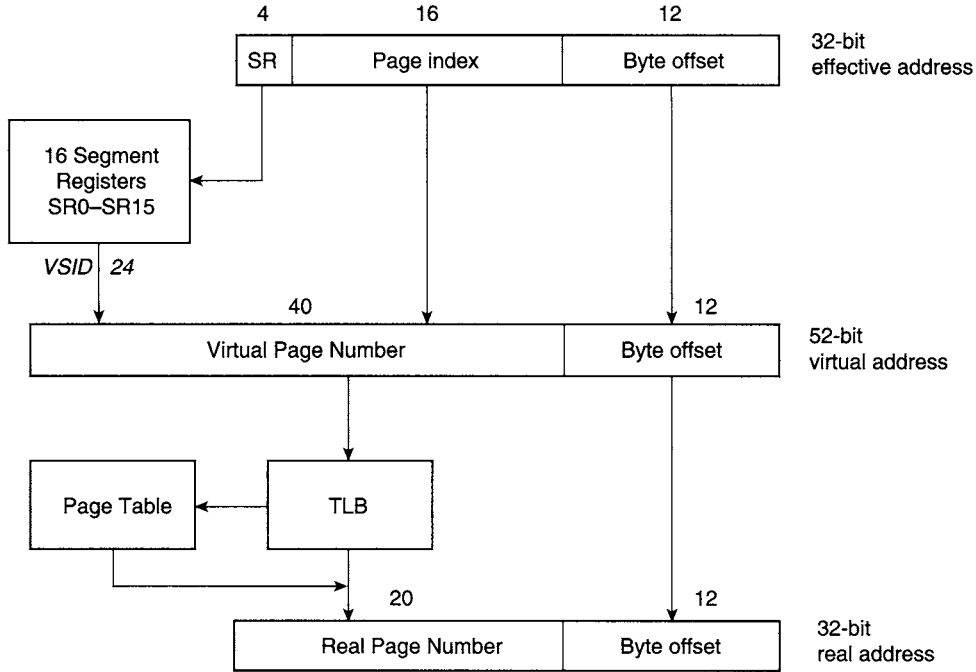 4 16 12
SR Page index Byte offset
32-bit
effective address
16 Segment
Registers
SR0–SR15
VSID 24
40 12
Virtual Page Number Byte offset
52-bit
virtual address
Page Table TLB
20 12
Real Page Number Byte offset
32-bit
real address